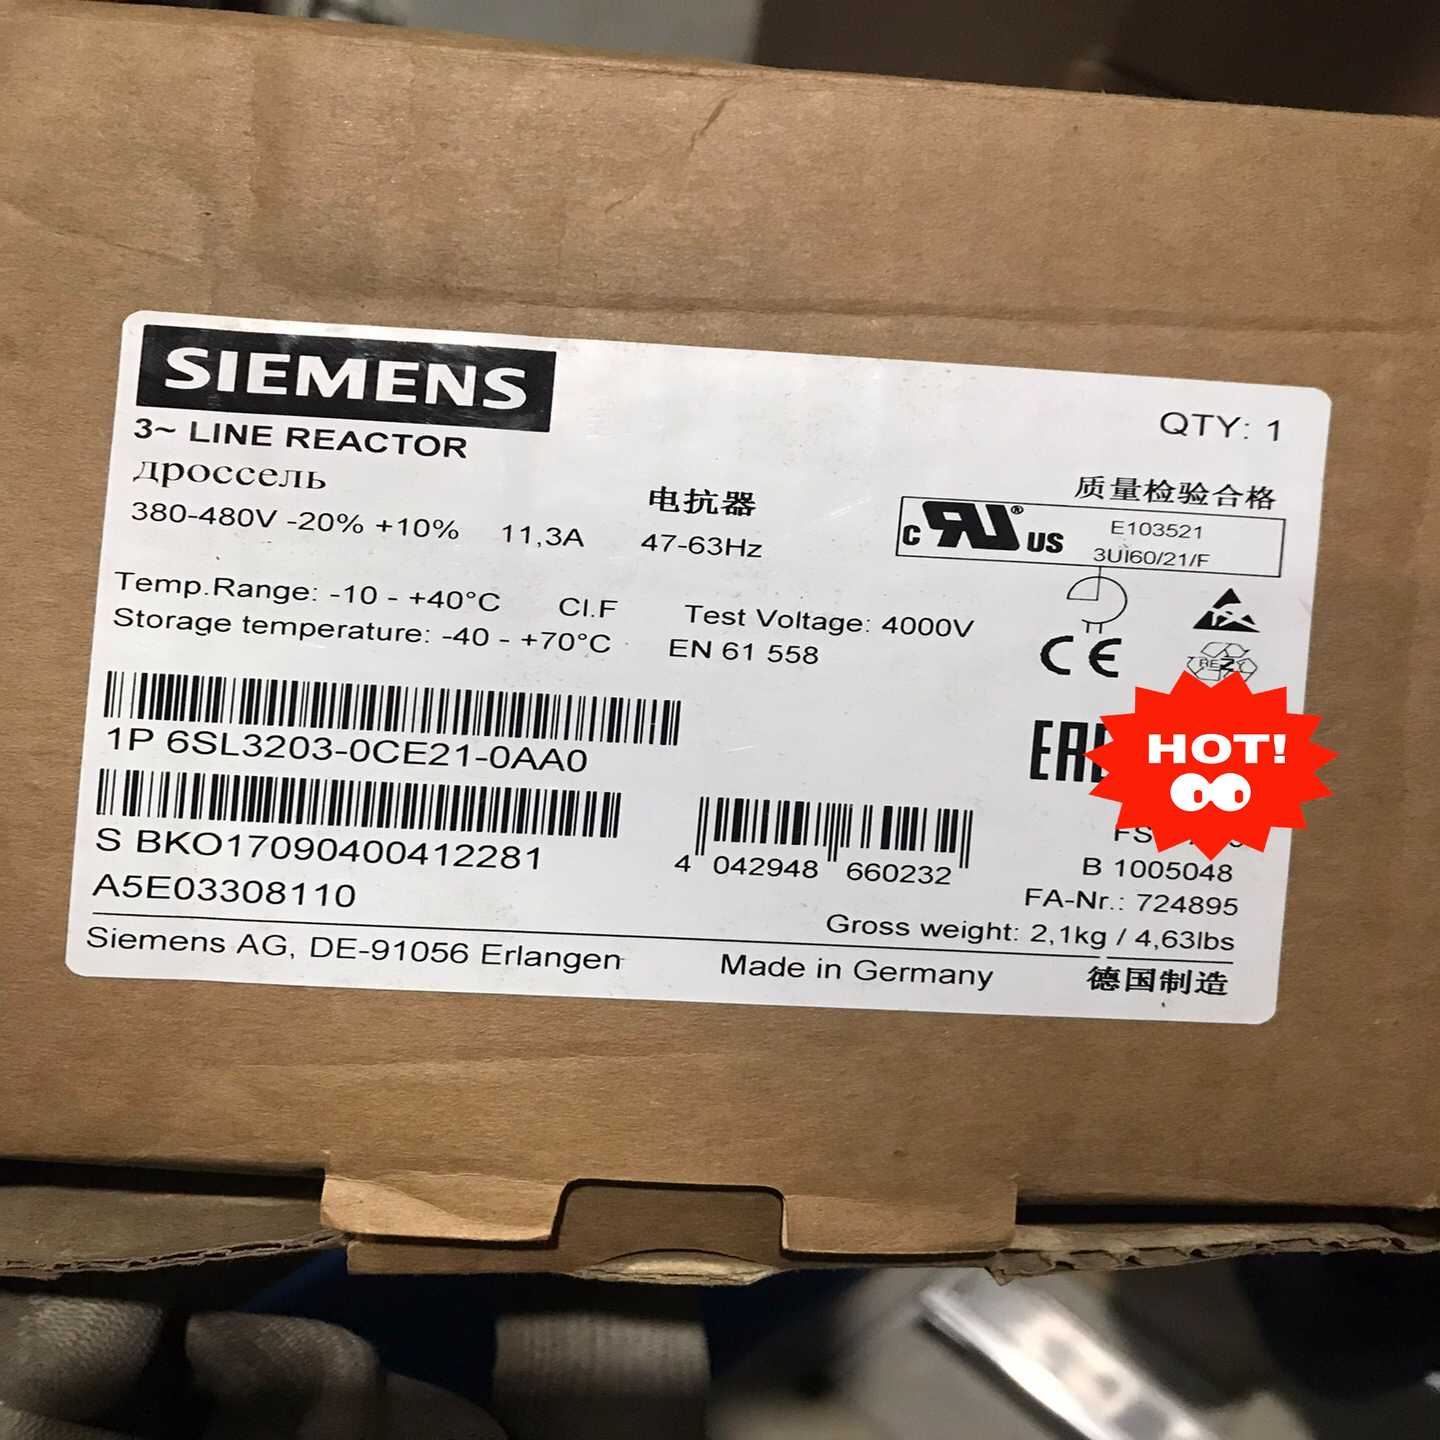 SIEMENS
QTY: 1
3~ LINE REACTOR
дроссель
电抗器
质量检验合格
380-480V -20% +10% 11,3A 47-63Hz
c RU® US
E103521
3UI60/21/F
Temp.Range: -10 - +40°C Cl.F Test Voltage: 4000V
Storage temperature: -40 - +70°C EN 61 558
CE
1P 6SL3203-0CE21-0AA0
HOT!
S BKO17090400412281
4 042948 660232
B 1005048
A5E03308110
FA-Nr.: 724895
Gross weight: 2,1kg / 4,63lbs
Siemens AG, DE-91056 Erlangen Made in Germany 德国制造